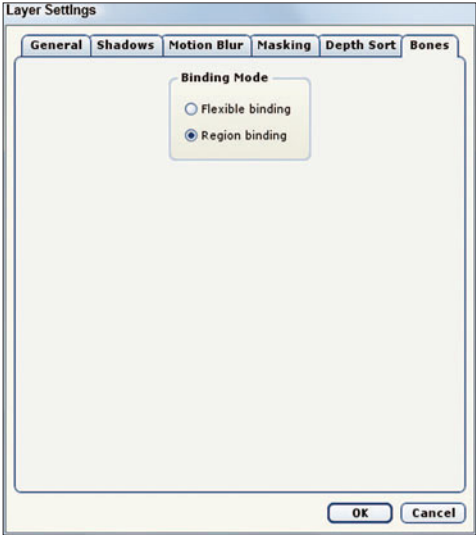 Layer Settings
General Shadows Motion Blur Masking Depth Sort Bones
Binding Mode
Flexible binding
Region binding
OK Cancel